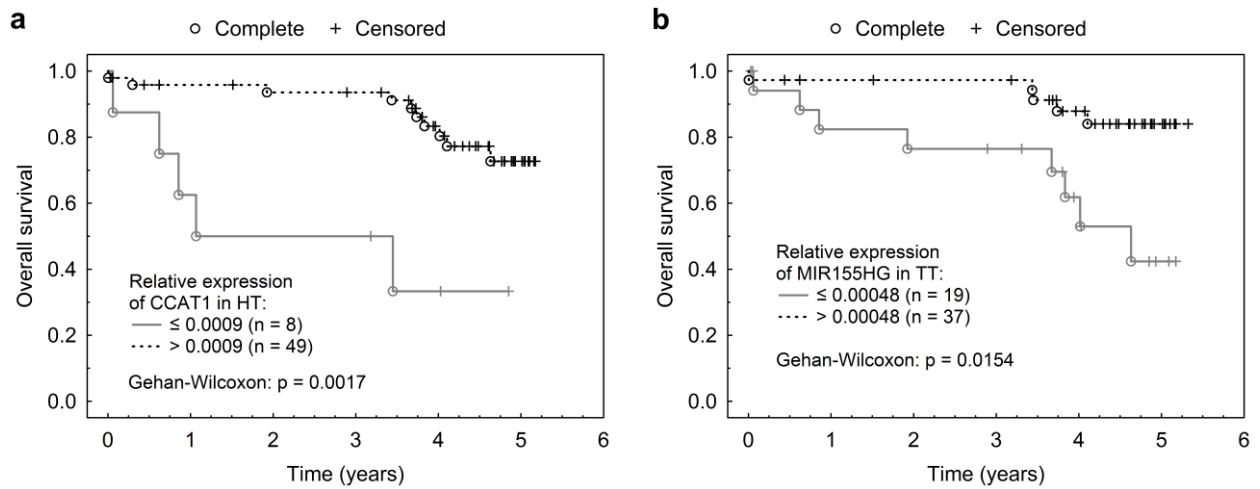 a
Complete
Censored
1.0
0.8
0.6
0.4
0.2
0.0
Overall survival
Relative expression
of CCAT1 in HT:
≤ 0.0009 (n = 8)
> 0.0009 (n = 49)
Gehan-Wilcoxon: p = 0.0017
0 1 2 3 4 5 6
Time (years)
b
Complete
Censored
1.0
0.8
0.6
0.4
0.2
0.0
Overall survival
Relative expression
of MIR155HG in TT:
≤ 0.00048 (n = 19)
> 0.00048 (n = 37)
Gehan-Wilcoxon: p = 0.0154
0 1 2 3 4 5 6
Time (years)